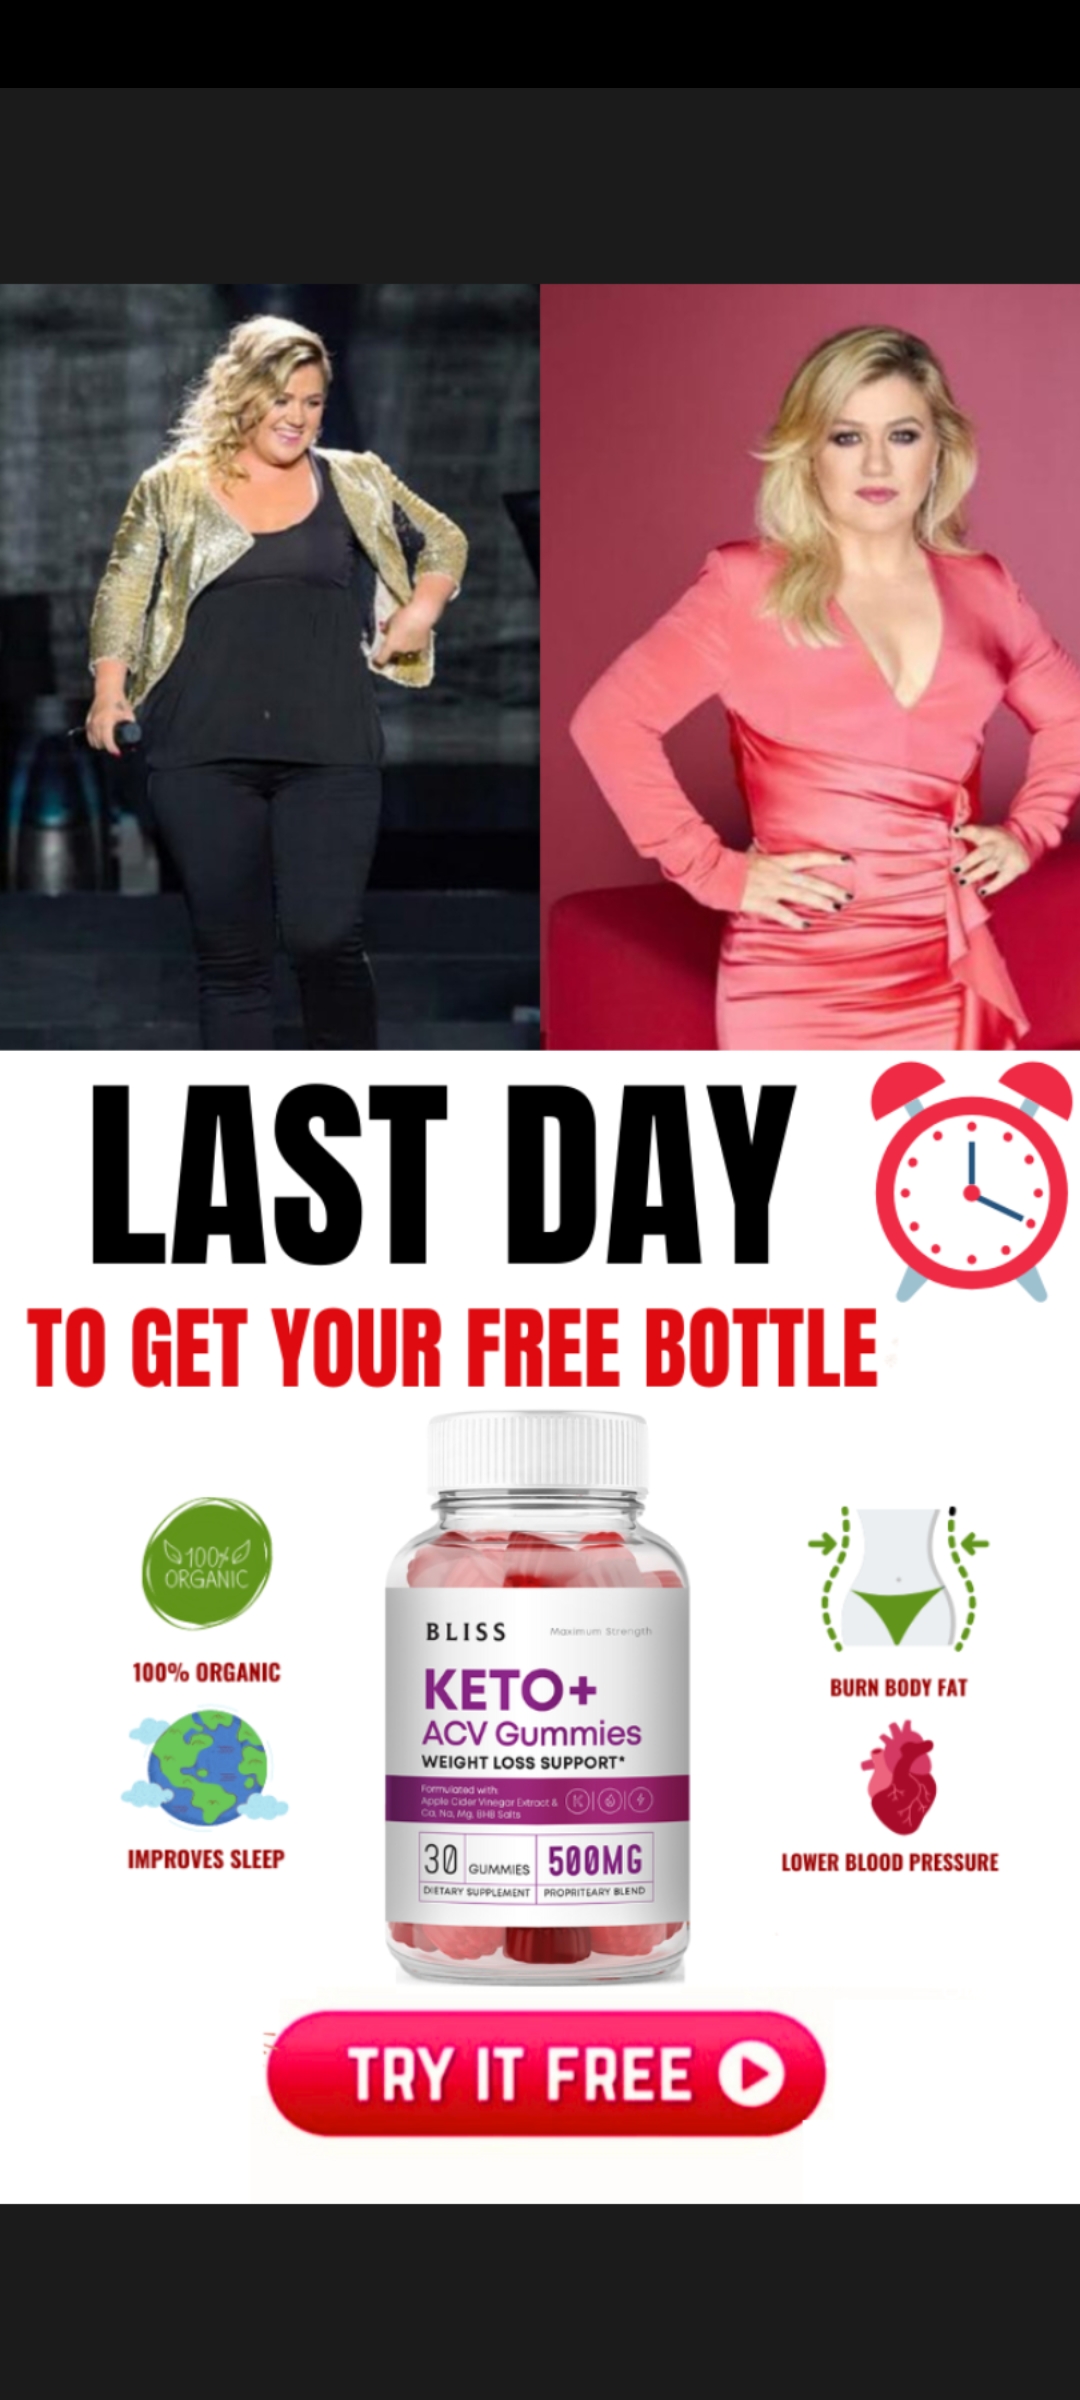 LAST DAY
TO GET YOUR FREE BOTTLE
100%
ORGANIC
100% ORGANIC
IMPROVES SLEEP
BLISS
Maximum Strength
KETO+
ACV Gummies
WEIGHT LOSS SUPPORT*
Formulated with
Apple Cider Vinegar Extract &
Ca, Na, Mg, BHB Salts
30 GUMMIES
500MG
DIETARY SUPPLEMENT
PROPRITEARY BLEND
BURN BODY FAT
LOWER BLOOD PRESSURE
TRY IT FREE